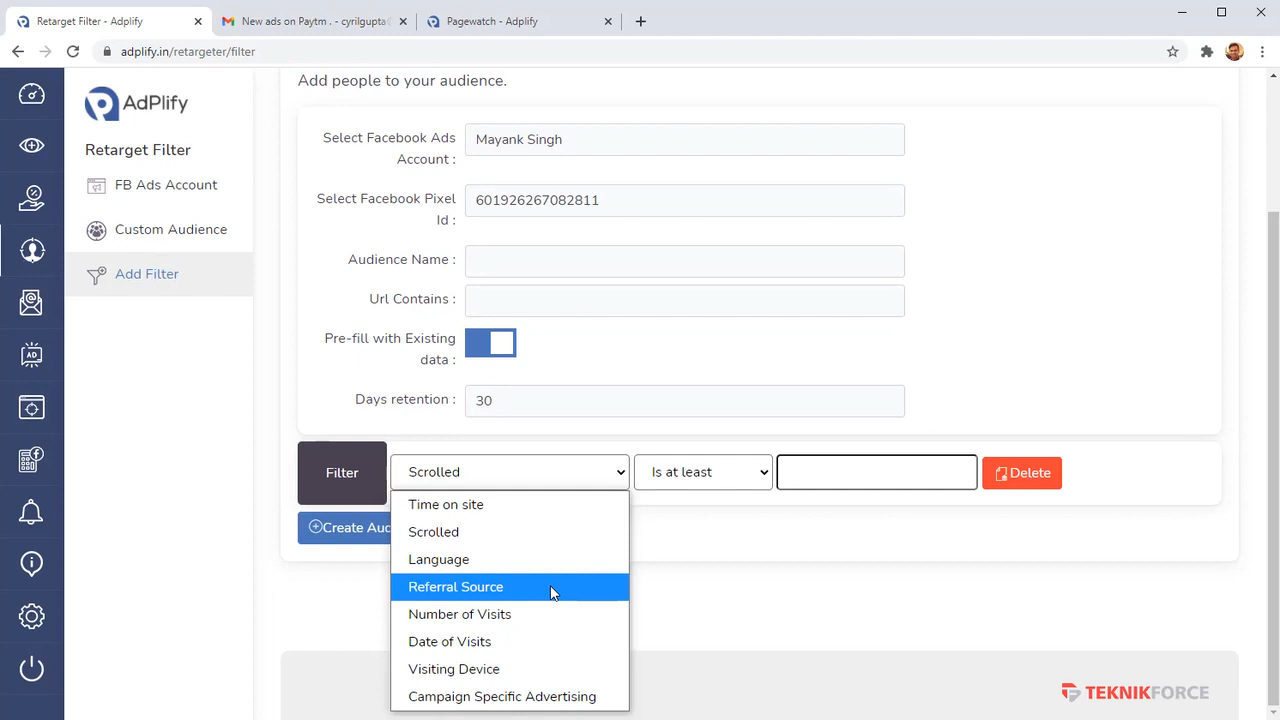 Retarget Filter - Adplify
New ads on Paytm . - cyrilgupta@
Pagewatch - Adplify
adplify.in/retargeter/filter
AdPlify
Retarget Filter
FB Ads Account
Custom Audience
Add Filter
Add people to your audience.
Select Facebook Ads
Account :
Mayank Singh
Select Facebook Pixel
Id :
601926267082811
Audience Name :
Url Contains :
Pre-fill with Existing
data :
Days retention :
30
Filter
Scrolled
Is at least
Delete
Time on site
Scrolled
Language
Referral Source
Number of Visits
Date of Visits
Visiting Device
Campaign Specific Advertising
Create Aud
AD
TEKNIKFORCE